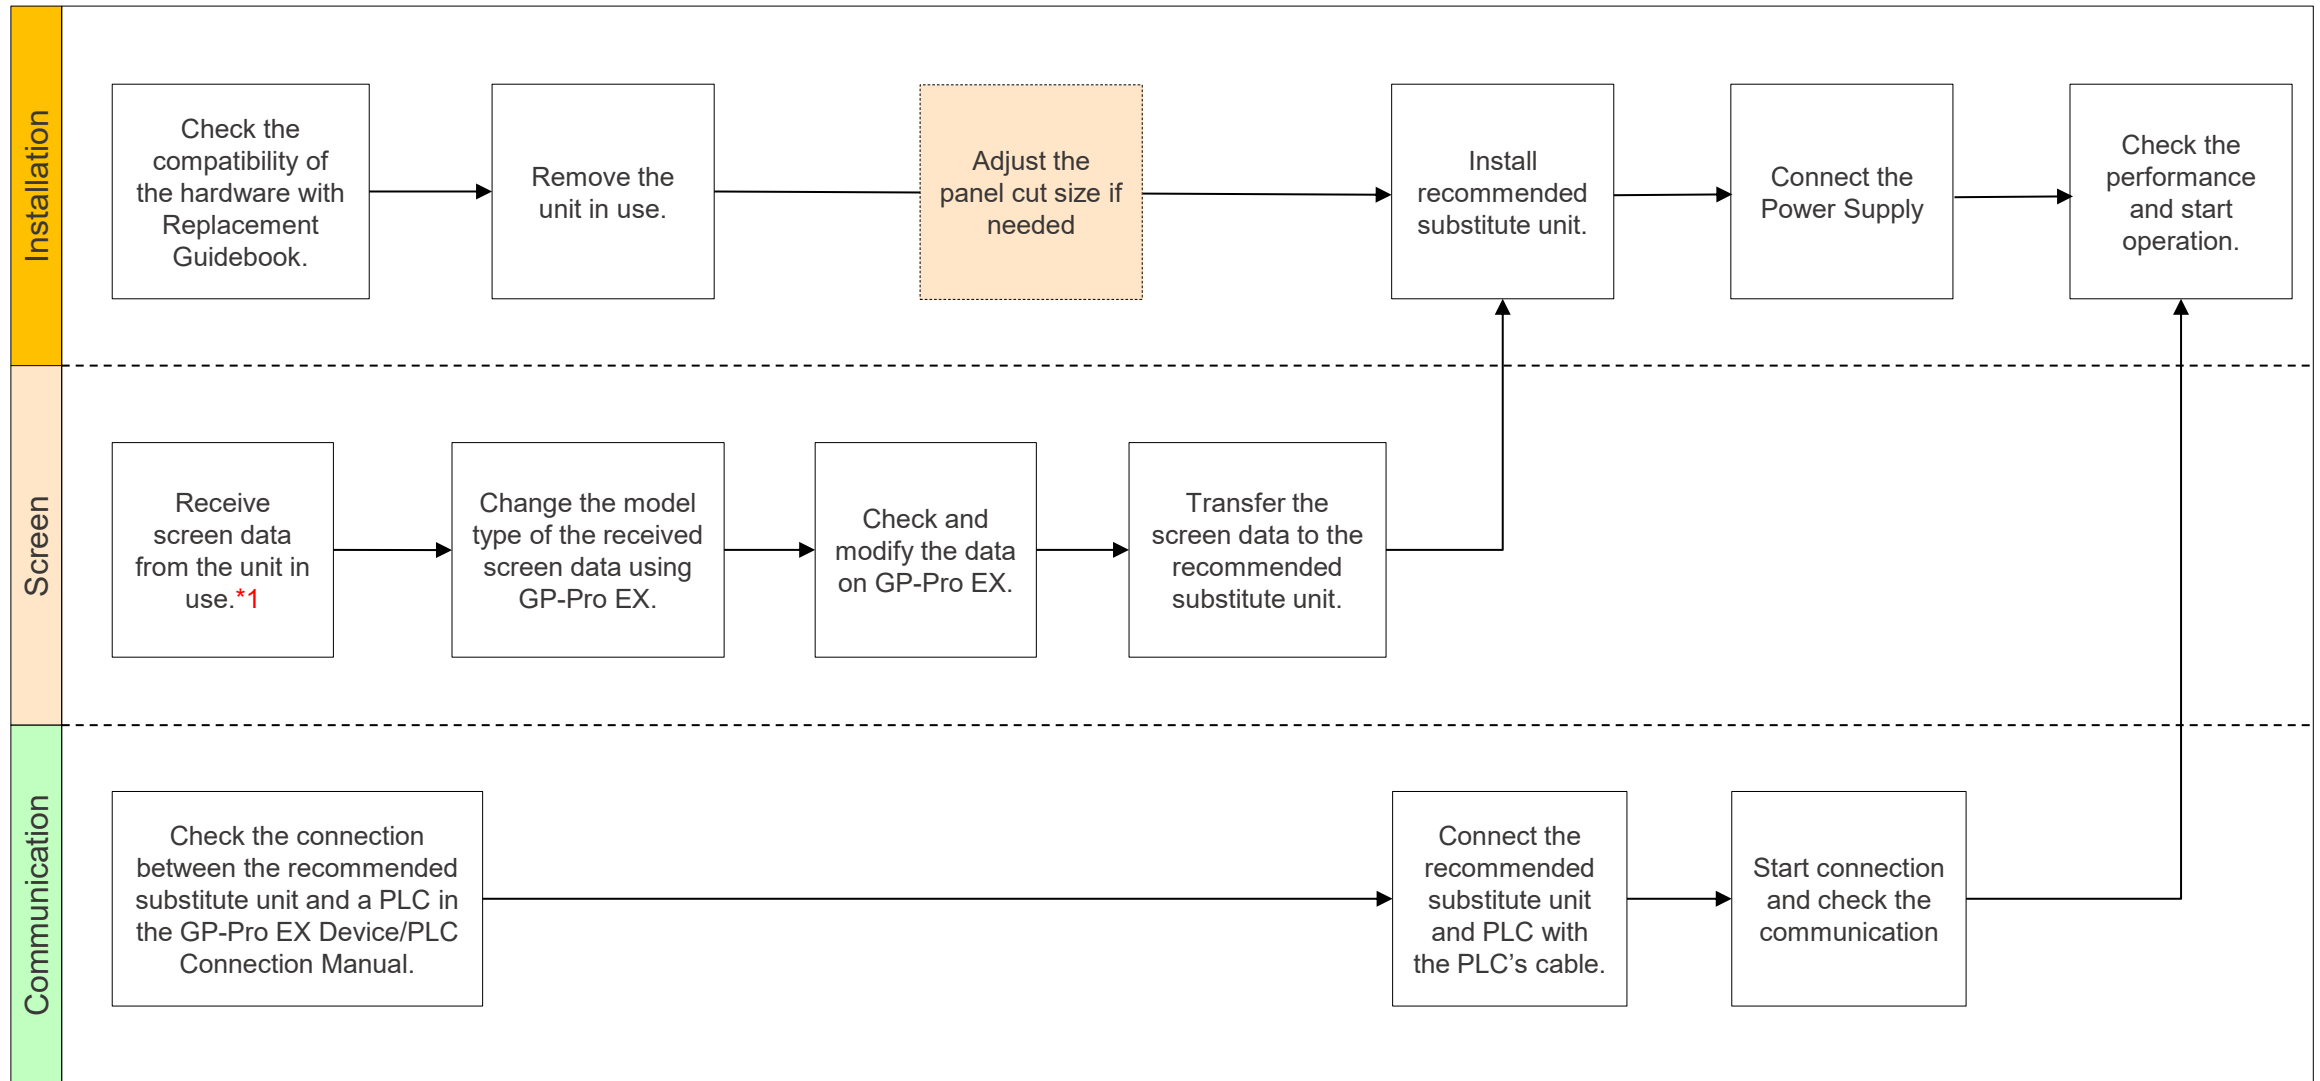 Installation
Check the
compatibility of
the hardware with
Replacement
Guidebook.
Remove the
unit in use.
Adjust the
panel cut size if
needed
Install
recommended
substitute unit.
Connect the
Power Supply
Check the
performance
and start
operation.
Screen
Receive
screen data
from the unit in
use.*1
Change the model
type of the received
screen data using
GP-Pro EX.
Check and
modify the data
on GP-Pro EX.
Transfer the
screen data to the
recommended
substitute unit.
Communication
Check the connection
between the recommended
substitute unit and a PLC in
the GP-Pro EX Device/PLC
Connection Manual.
Connect the
recommended
substitute unit
and PLC with
the PLC’s cable.
Start connection
and check the
communication